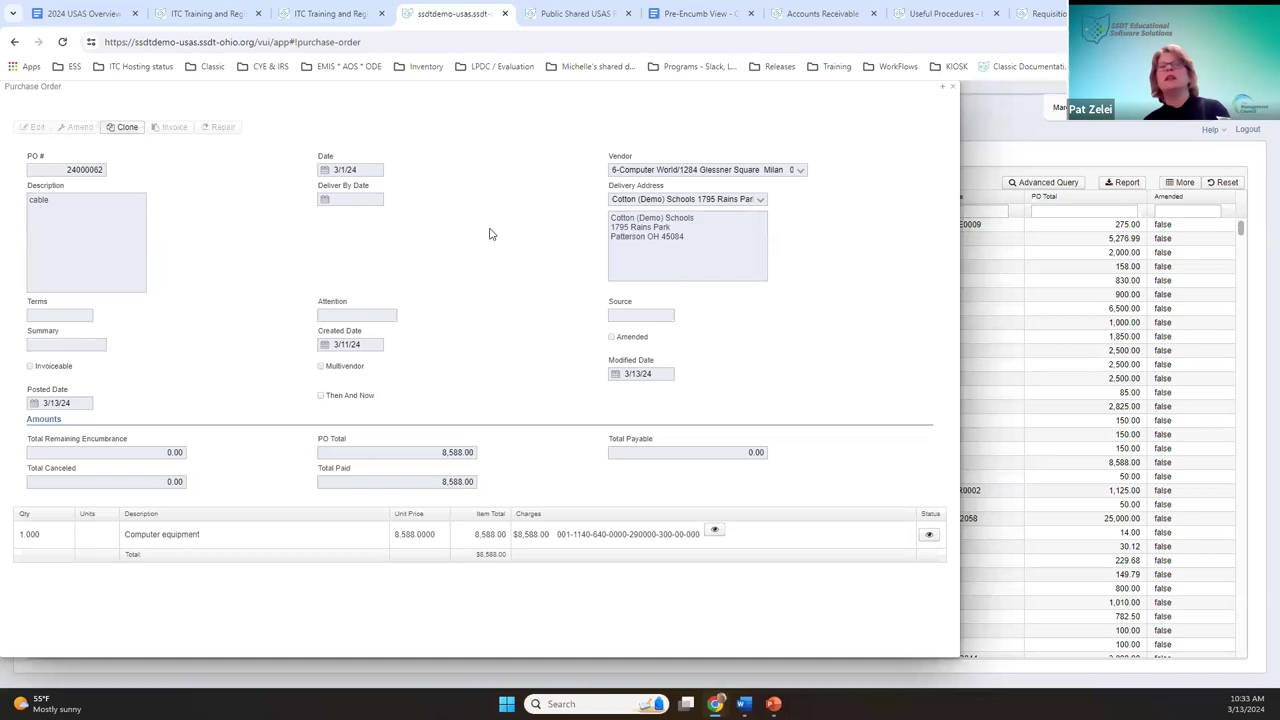 2024 USAS Overview
ITC Training and Reg
ITC Training and Reg
ssdtdemo-usas.ssdt-
Public Shared USAS R
Pre-Encumb View
Accounts Receivable
Useful Procedures - U
Requisition
https://ssdtdemo-usas.ssdt-ohio.org/vui/app#!purchase-order
Apps
ESS
ITC Hosting status
Classic
CYE & IRS
EMIS * AOS * ODE
Inventory
LPDC / Evaluation
Michelle's shared d...
Programs - Slack, L...
Releases
Training
WorkFlows
KIOSK
Classic Documentat
SSDT Educational
Software Solutions
Management
Council
Pat Zelei
Purchase Order
Help
Logout
Edit
Amend
Clone
Invoice
Repair
PO #
24000062
Date
3/1/24
Vendor
6-Computer World/1284 Glessner Square Milan
Description
cable
Deliver By Date
Delivery Address
Cotton (Demo) Schools 1795 Rains Par
Cotton (Demo) Schools
1795 Rains Park
Patterson OH 45084
Terms
Attention
Source
Summary
Created Date
3/11/24
Amended
Invoiceable
Multivendor
Modified Date
3/13/24
Posted Date
3/13/24
Then And Now
Amounts
Total Remaining Encumbrance
0.00
PO Total
8,588.00
Total Payable
0.00
Total Canceled
0.00
Total Paid
8,588.00
Qty Units Description Unit Price Item Total Charges Status
1.000 Computer equipment 8,588.0000 8,588.00 $8,588.00 001-1140-640-0000-290000-300-00-000
Total: $8,588.00
Advanced Query
Report
More
Reset
PO Total Amended
E0009 275.00 false
5,276.99 false
2,000.00 false
158.00 false
830.00 false
900.00 false
6,500.00 false
1,000.00 false
1,850.00 false
2,500.00 false
2,500.00 false
2,500.00 false
85.00 false
2,825.00 false
150.00 false
150.00 false
150.00 false
8,588.00 false
50.00 false
R0002 1,125.00 false
50.00 false
2058 25,000.00 false
14.00 false
30.12 false
229.68 false
149.79 false
800.00 false
1,010.00 false
782.50 false
100.00 false
100.00 false
55°F
Mostly sunny
Search
10:33 AM
3/13/2024